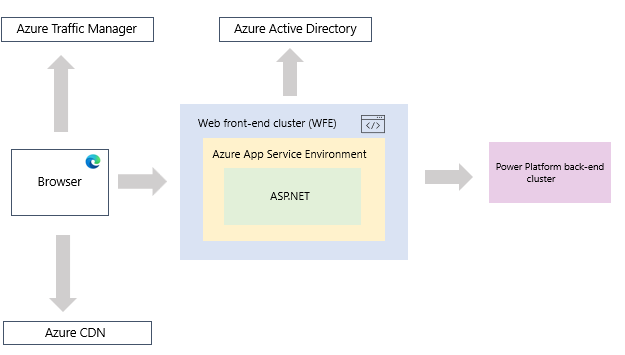 Azure Traffic Manager
Azure Active Directory
Web front-end cluster (WFE)
</>
Azure App Service Environment
Browser
ASP.NET
Power Platform back-end
cluster
Azure CDN